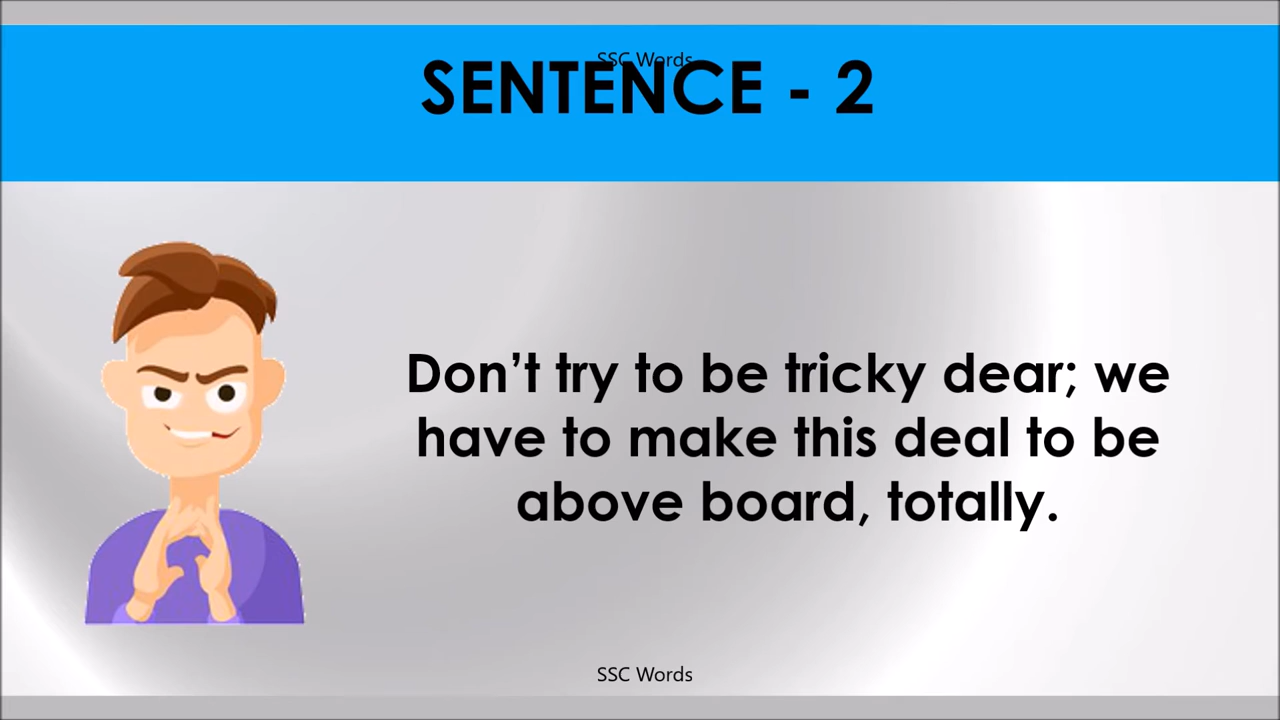 SSC Words
SENTENCE - 2
Don’t try to be tricky dear; we
have to make this deal to be
above board, totally.
SSC Words